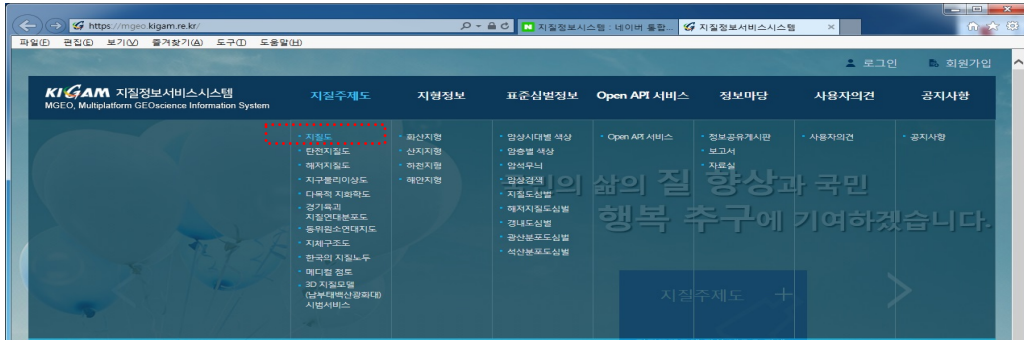 https://mgeo.kigam.re.kr/
지질정보시스템 : 네이버 통합...
지질정보서비스시스템
파일(F) 편집(E) 보기(V) 즐겨찾기(A) 도구(T) 도움말(H)
로그인 회원가입
KIGAM 지질정보서비스시스템
MGEO, Multiplatform GEOscience Information System
지질주제도 지형정보 표준심벌정보 Open API 서비스 정보마당 사용자의견 공지사항
지질도 화산지형 암상시대별 색상 Open API 서비스 정보공유게시판 사용자의견 공지사항
탄전지질도 산지지형 암층별 색상 보고서
해저지질도 하천지형 암석무늬 자료실
지구물리이상도 해안지형 암상검색
다목적 지화학도 지질도심벌
경기육괴
지질연대분포도 해저지질도심벌
동위원소연대지도 갱내도심벌
지체구조도 광산분포도심벌
한국의 지질노두 석산분포도심벌
메디컬 점토
3D 지질모델
(남부태백산광화대)
시범서비스
국민의 삶의 질 향상과 국민
행복 추구에 기여하겠습니다.
지질주제도 +